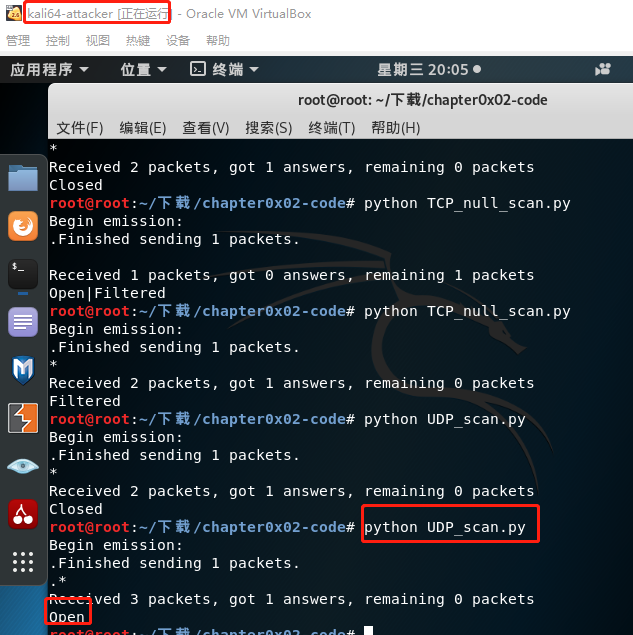 kali64-attacker [正在运行] - Oracle VM VirtualBox
管理 控制 视图 热键 设备 帮助
应用程序 位置 终端 星期三 20:05
root@root: ~/下载/chapter0x02-code
文件(F) 编辑(E) 查看(V) 搜索(S) 终端(T) 帮助(H)
*
Received 2 packets, got 1 answers, remaining 0 packets
Closed
root@root:~/下载/chapter0x02-code# python TCP_null_scan.py
Begin emission:
.Finished sending 1 packets.
Received 1 packets, got 0 answers, remaining 1 packets
Open|Filtered
root@root:~/下载/chapter0x02-code# python TCP_null_scan.py
Begin emission:
.Finished sending 1 packets.
*
Received 2 packets, got 1 answers, remaining 0 packets
Filtered
root@root:~/下载/chapter0x02-code# python UDP_scan.py
Begin emission:
.Finished sending 1 packets.
*
Received 2 packets, got 1 answers, remaining 0 packets
Closed
root@root:~/下载/chapter0x02-code# python UDP_scan.py
Begin emission:
.Finished sending 1 packets.
.*
Received 3 packets, got 1 answers, remaining 0 packets
Open
root@root:~/下载/chapter0x02-code#